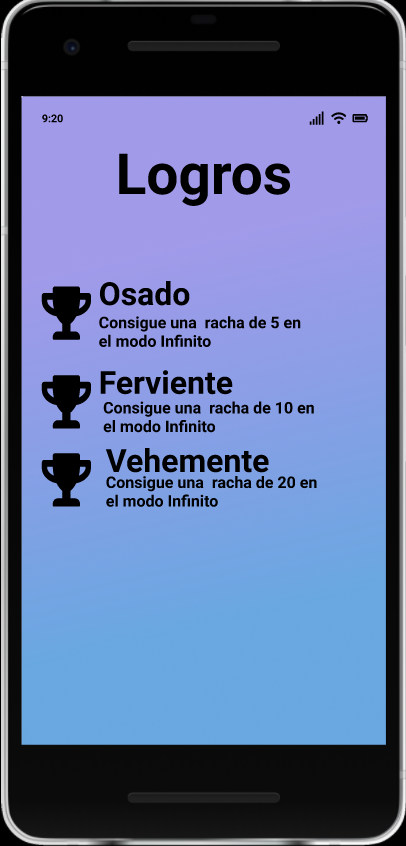 9:20
Logros
Osado
Consigue una  racha de 5 en
el modo Infinito
Ferviente
Consigue una  racha de 10 en
el modo Infinito
Vehemente
Consigue una  racha de 20 en
el modo Infinito